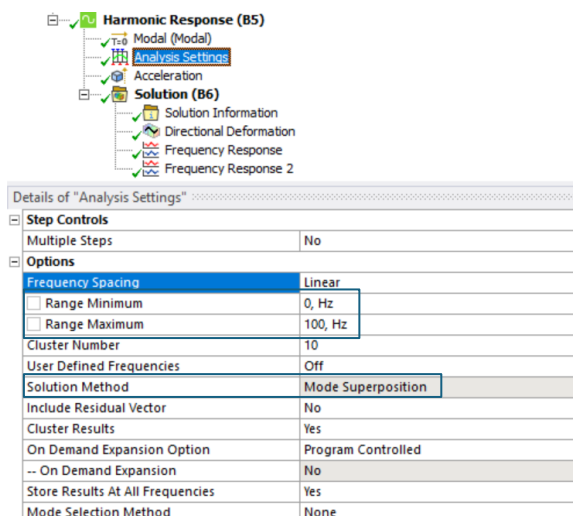 Harmonic Response (B5)
T=0 Modal (Modal)
Analysis Settings
Acceleration
Solution (B6)
Solution Information
Directional Deformation
Frequency Response
Frequency Response 2
Details of "Analysis Settings"
Step Controls
Multiple Steps No
Options
Frequency Spacing Linear
Range Minimum 0, Hz
Range Maximum 100, Hz
Cluster Number 10
User Defined Frequencies Off
Solution Method Mode Superposition
Include Residual Vector No
Cluster Results Yes
On Demand Expansion Option Program Controlled
-- On Demand Expansion No
Store Results At All Frequencies Yes
Mode Selection Method None